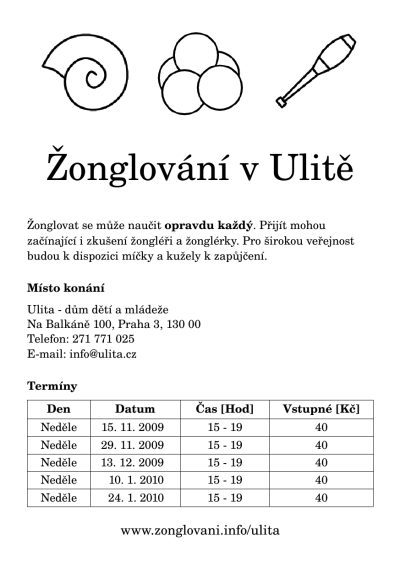 Žonglování v Ulitě
Žonglovat se může naučit opravdu každý. Přijít mohou
začínající i zkušení žongléři a žonglérky. Pro širokou veřejnost
budou k dispozici míčky a kužely k zapůjčení.
Místo konání
Ulita - dům dětí a mládeže
Na Balkáně 100, Praha 3, 130 00
Telefon: 271 771 025
E-mail: info@ulita.cz
Termíny
Den Datum Čas [Hod] Vstupné [Kč]
Neděle 15. 11. 2009 15 - 19 40
Neděle 29. 11. 2009 15 - 19 40
Neděle 13. 12. 2009 15 - 19 40
Neděle 10. 1. 2010 15 - 19 40
Neděle 24. 1. 2010 15 - 19 40
www.zonglovani.info/ulita